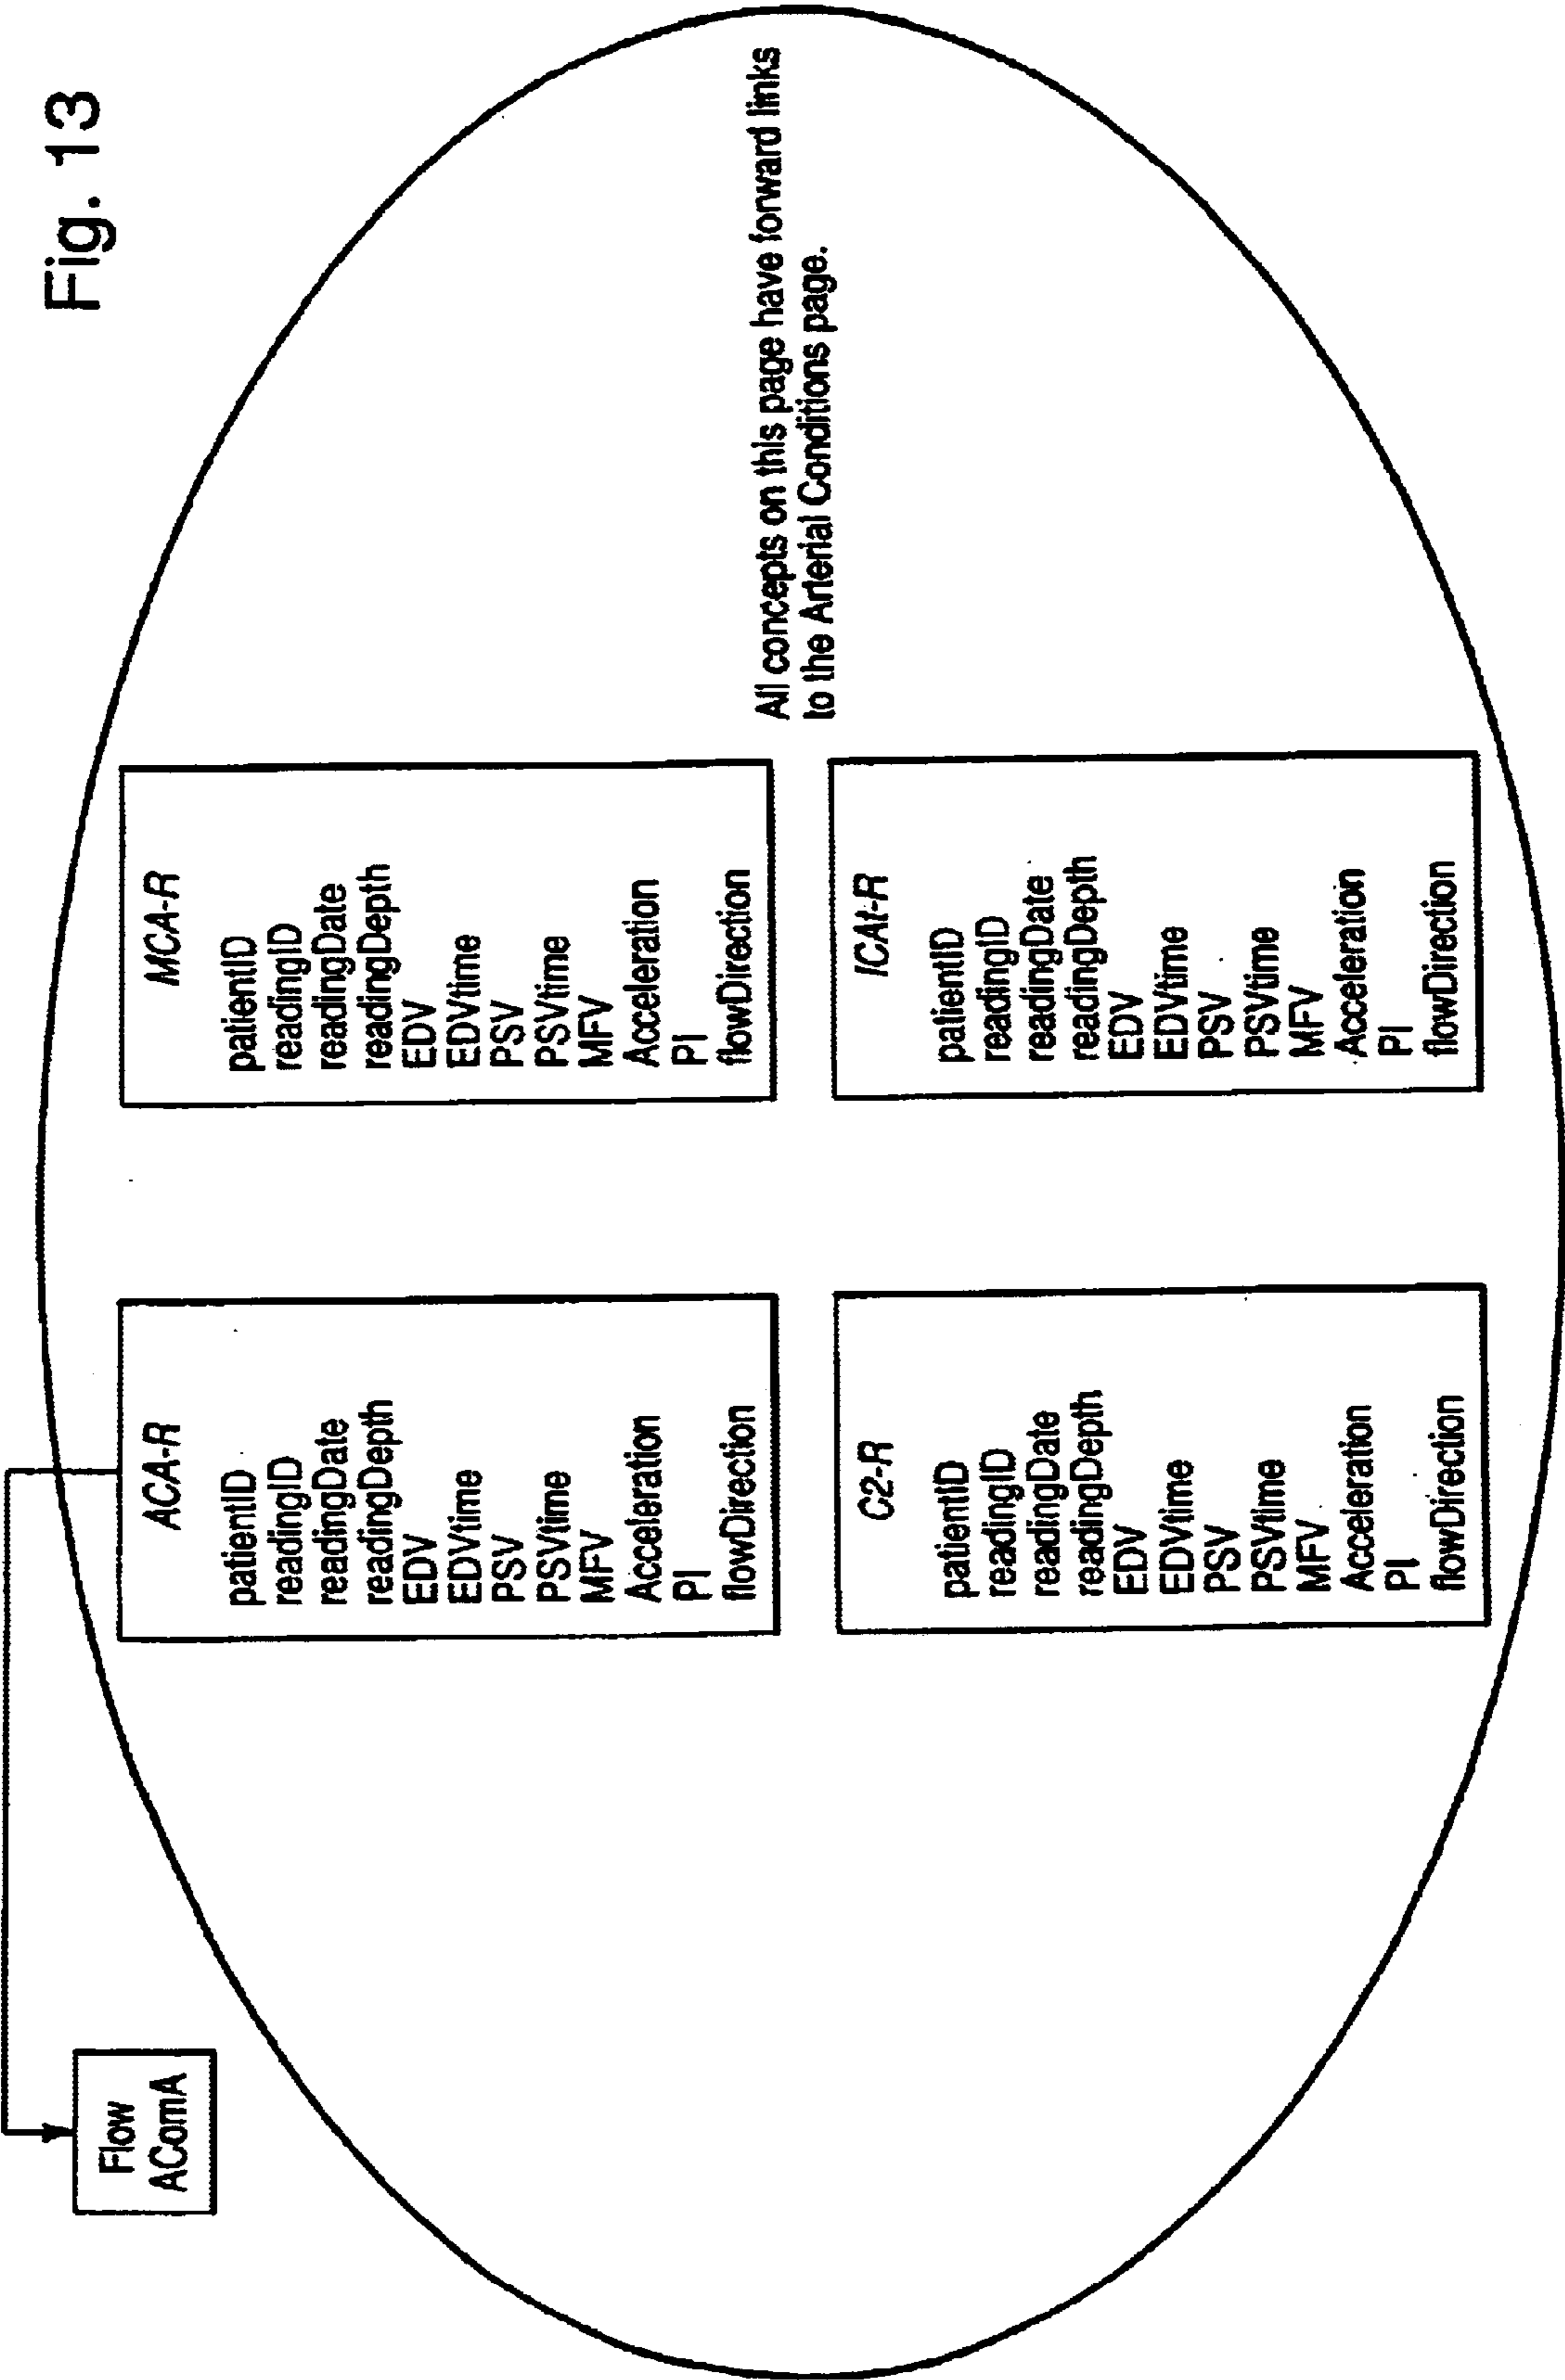 Fig. 13
Flow
AComA
ACA-R
patientID
readingID
readingDate
readingDepth
EDV
EDVtime
PSV
PSVtime
MFV
Acceleration
PI
flowDirection
MCA-R
patientID
readingID
readingDate
readingDepth
EDV
EDVtime
PSV
PSVtime
MFV
Acceleration
PI
flowDirection
C2-R
patientID
readingID
readingDate
readingDepth
EDV
EDVtime
PSV
PSVtime
MFV
Acceleration
PI
flowDirection
ICAt-R
patientID
readingID
readingDate
readingDepth
EDV
EDVtime
PSV
PSVtime
MFV
Acceleration
PI
flowDirection
All concepts on this page have forward links
to the Arterial Conditions page.